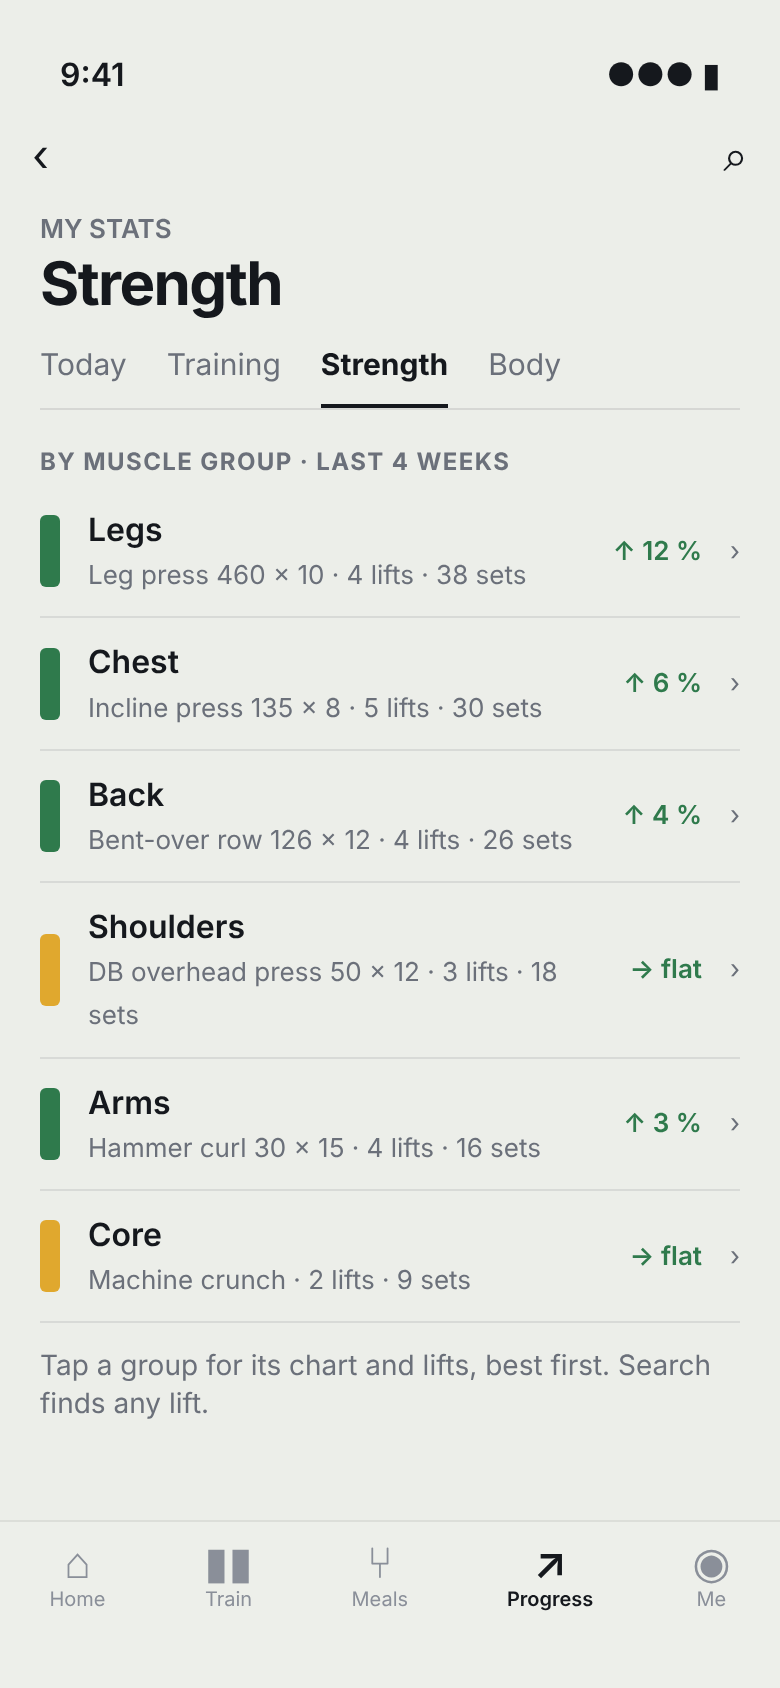 9:41
MY STATS
Strength
Today Training Strength Body
BY MUSCLE GROUP · LAST 4 WEEKS
Legs
Leg press 460 × 10 · 4 lifts · 38 sets
↑ 12 % ›
Chest
Incline press 135 × 8 · 5 lifts · 30 sets
↑ 6 % ›
Back
Bent-over row 126 × 12 · 4 lifts · 26 sets
↑ 4 % ›
Shoulders
DB overhead press 50 × 12 · 3 lifts · 18
sets
→ flat ›
Arms
Hammer curl 30 × 15 · 4 lifts · 16 sets
↑ 3 % ›
Core
Machine crunch · 2 lifts · 9 sets
→ flat ›
Tap a group for its chart and lifts, best first. Search
finds any lift.
Home Train Meals Progress Me